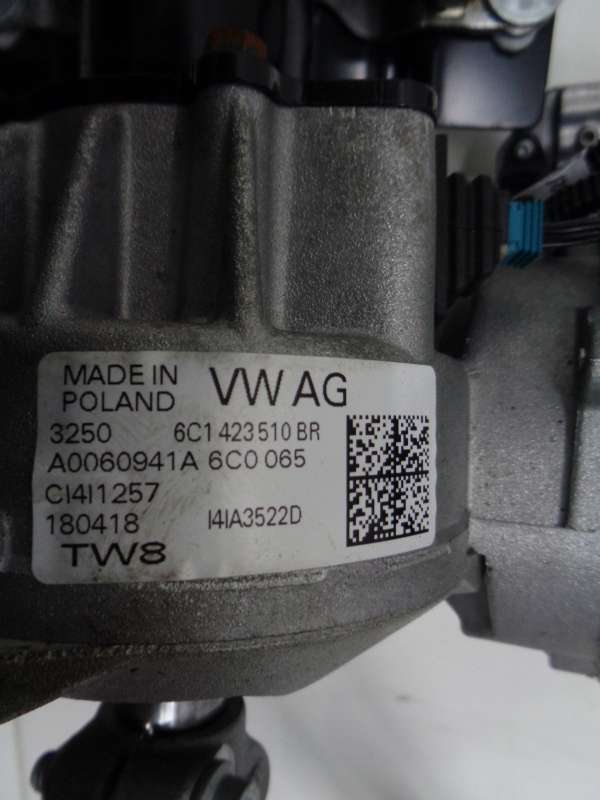 MADE IN POLAND VW AG
3250 6C1 423 510 BR
A0060941A 6C0 065
CI4I1257
180418 I4IA3522D
TW8